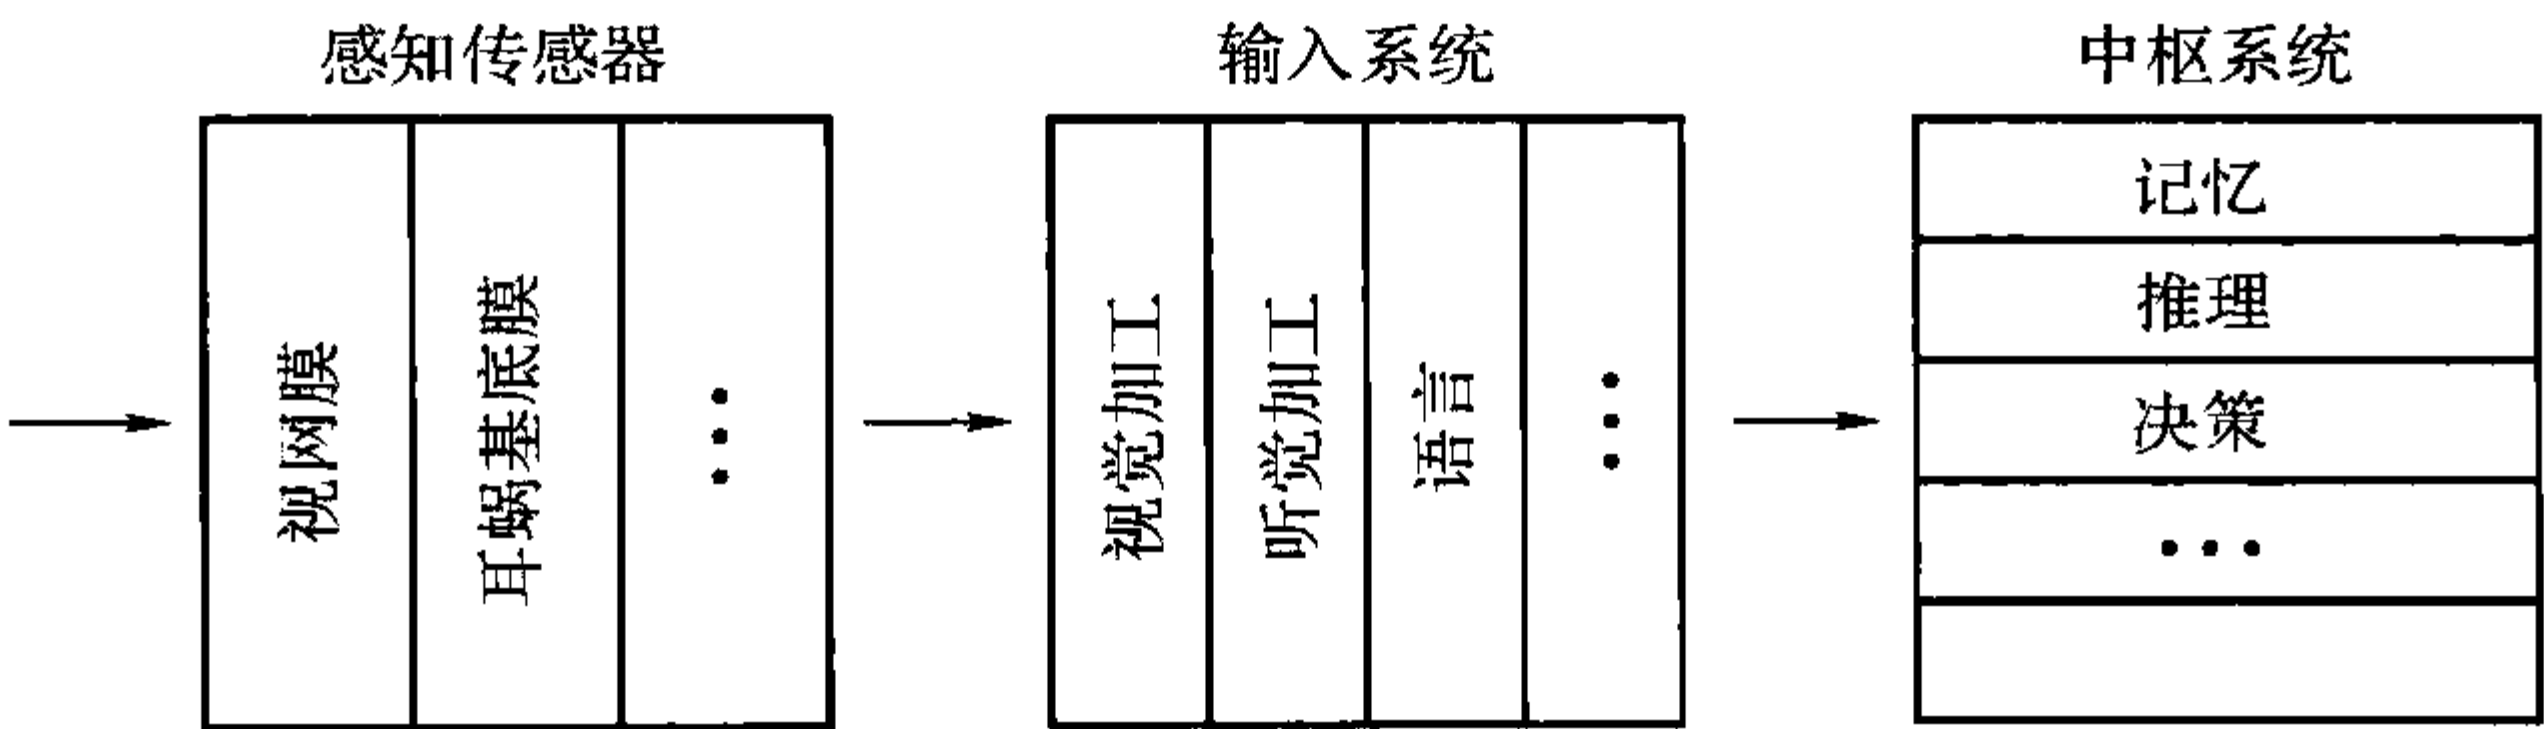 感知传感器
视网膜
耳蜗基底膜
⋮
输入系统
视觉加工
听觉加工
语言
⋮
中枢系统
记忆
推理
决策
…